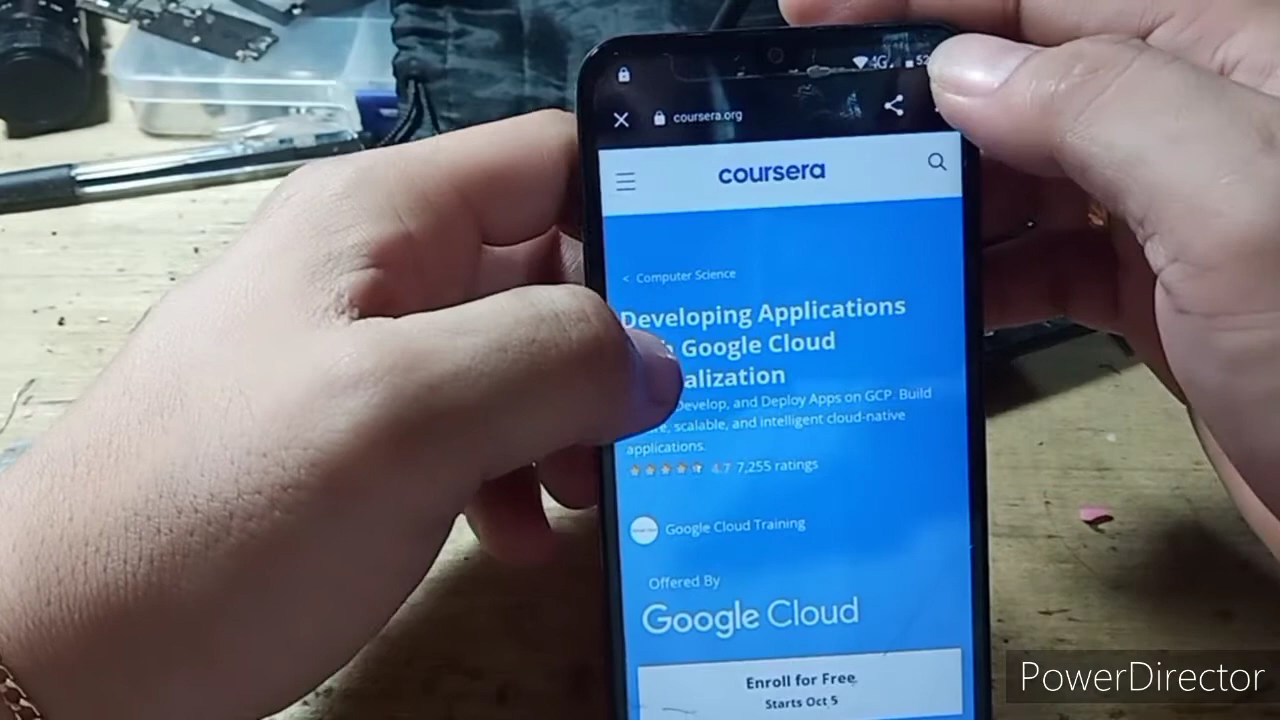 4G 52
coursera.org
coursera
< Computer Science
Developing Applications
Google Cloud
alization
Develop, and Deploy Apps on GCP. Build
scalable, and intelligent cloud-native
applications.
4.7 7,255 ratings
Google Cloud Training
Offered By
Google Cloud
Enroll for Free
Starts Oct 5
PowerDirector